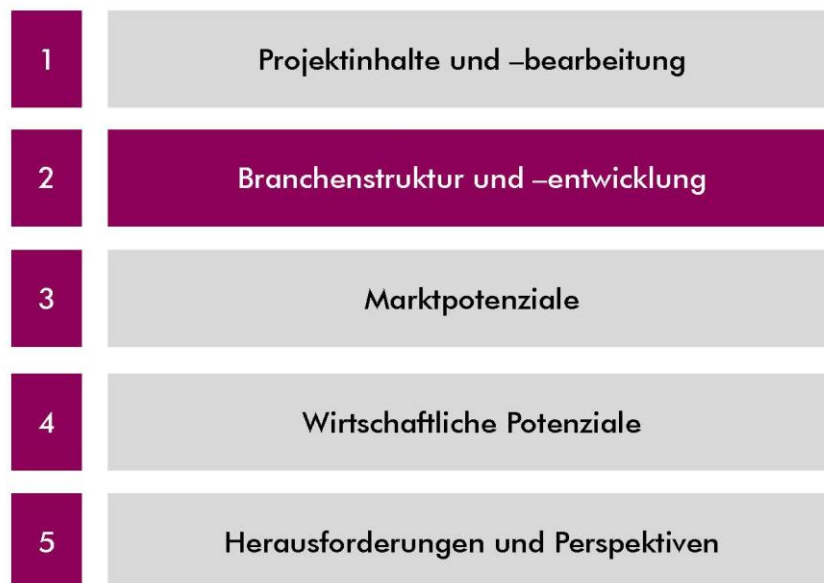 1 Projektinhalte und –bearbeitung
2 Branchenstruktur und –entwicklung
3 Marktpotenziale
4 Wirtschaftliche Potenziale
5 Herausforderungen und Perspektiven